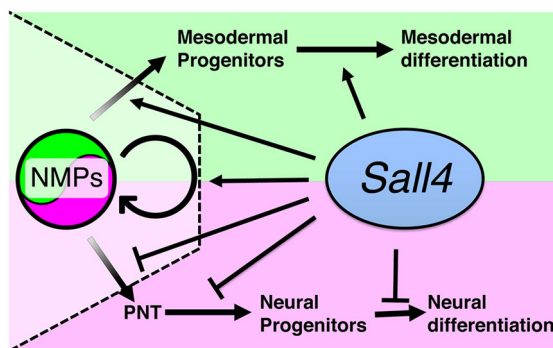 Mesodermal
Progenitors
Mesodermal
differentiation
NMPs
Sall4
PNT
Neural
Progenitors
Neural
differentiation